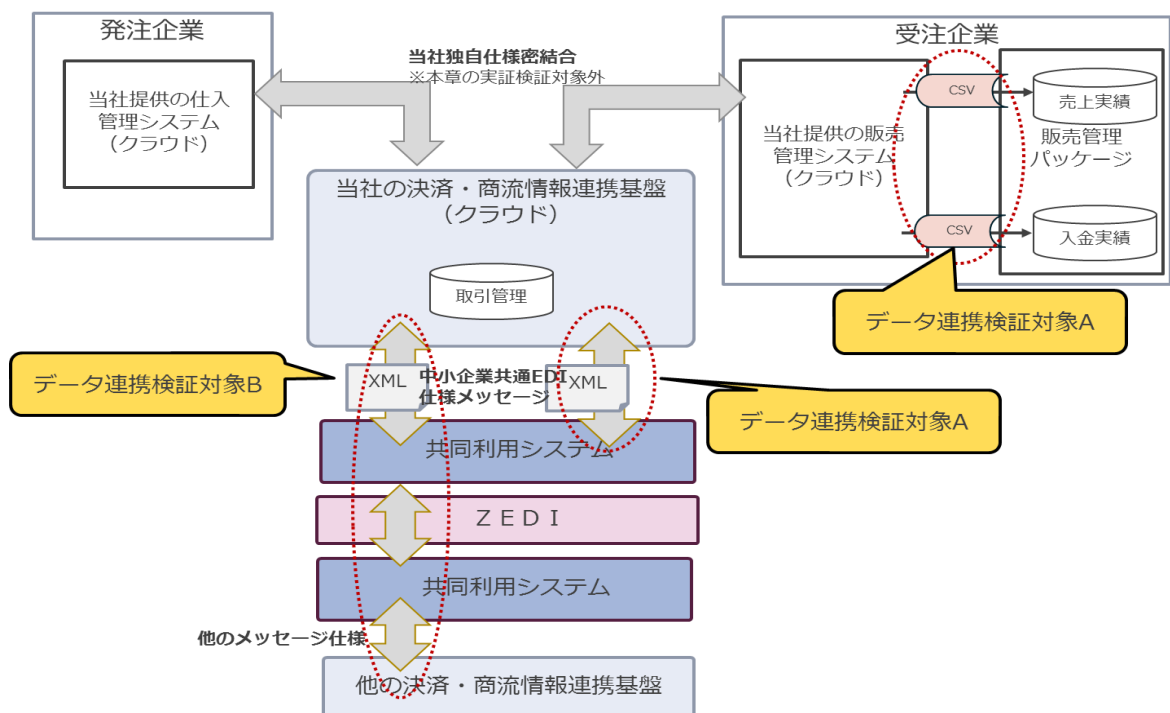 発注企業
当社提供の仕入
管理システム
(クラウド)
当社独自仕様密結合
※本章の実証検証対象外
受注企業
当社提供の販売
管理システム
(クラウド)
CSV
売上実績
販売管理
パッケージ
CSV
入金実績
当社の決済・商流情報連携基盤
(クラウド)
取引管理
データ連携検証対象A
データ連携検証対象B
XML
中小企業共通EDI
仕様メッセージ
XML
データ連携検証対象A
共同利用システム
ZEDI
共同利用システム
他のメッセージ仕様
他の決済・商流情報連携基盤